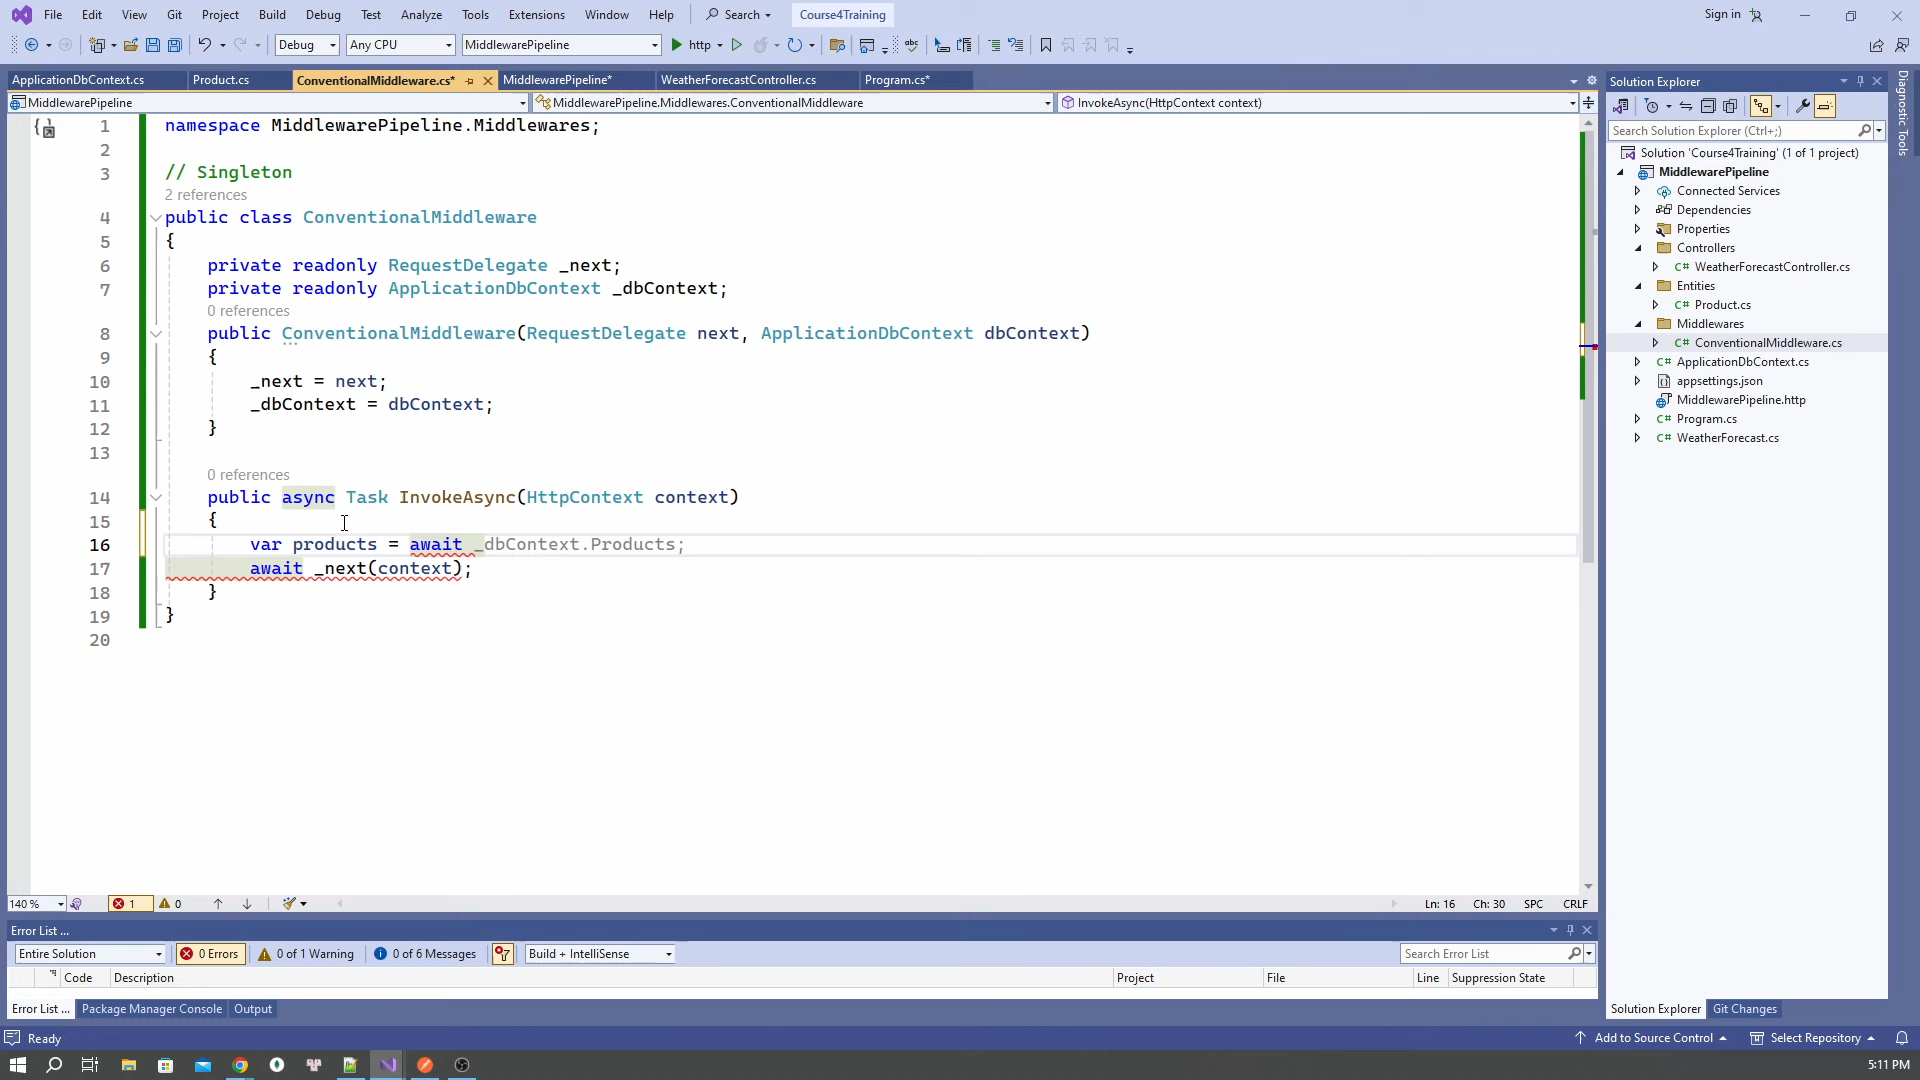 File Edit View Git Project Build Debug Test Analyze Tools Extensions Window Help Search Course4Training Sign in
Debug Any CPU MiddlewarePipeline http
ApplicationDbContext.cs Product.cs ConventionalMiddleware.cs* MiddlewarePipeline* WeatherForecastController.cs Program.cs*
MiddlewarePipeline MiddlewarePipeline.Middlewares.ConventionalMiddleware InvokeAsync(HttpContext context)
1 namespace MiddlewarePipeline.Middlewares;
2
3 // Singleton
2 references
4 public class ConventionalMiddleware
5 {
6 private readonly RequestDelegate _next;
7 private readonly ApplicationDbContext _dbContext;
0 references
8 public ConventionalMiddleware(RequestDelegate next, ApplicationDbContext dbContext)
9 {
10 _next = next;
11 _dbContext = dbContext;
12 }
13
0 references
14 public async Task InvokeAsync(HttpContext context)
15 {
16 var products = await _dbContext.Products;
17 await _next(context);
18 }
19 }
20
140 % 1 0 Ln: 16 Ch: 30 SPC CRLF
Error List ...
Entire Solution 0 Errors 0 of 1 Warning 0 of 6 Messages Build + IntelliSense Search Error List
Code Description Project File Line Suppression State
Error List ... Package Manager Console Output
Solution Explorer
Search Solution Explorer (Ctrl+;)
Solution 'Course4Training' (1 of 1 project)
MiddlewarePipeline
Connected Services
Dependencies
Properties
Controllers
C# WeatherForecastController.cs
Entities
C# Product.cs
Middlewares
C# ConventionalMiddleware.cs
C# ApplicationDbContext.cs
appsettings.json
MiddlewarePipeline.http
C# Program.cs
C# WeatherForecast.cs
Solution Explorer Git Changes
Diagnostic Tools
Ready Add to Source Control Select Repository
5:11 PM